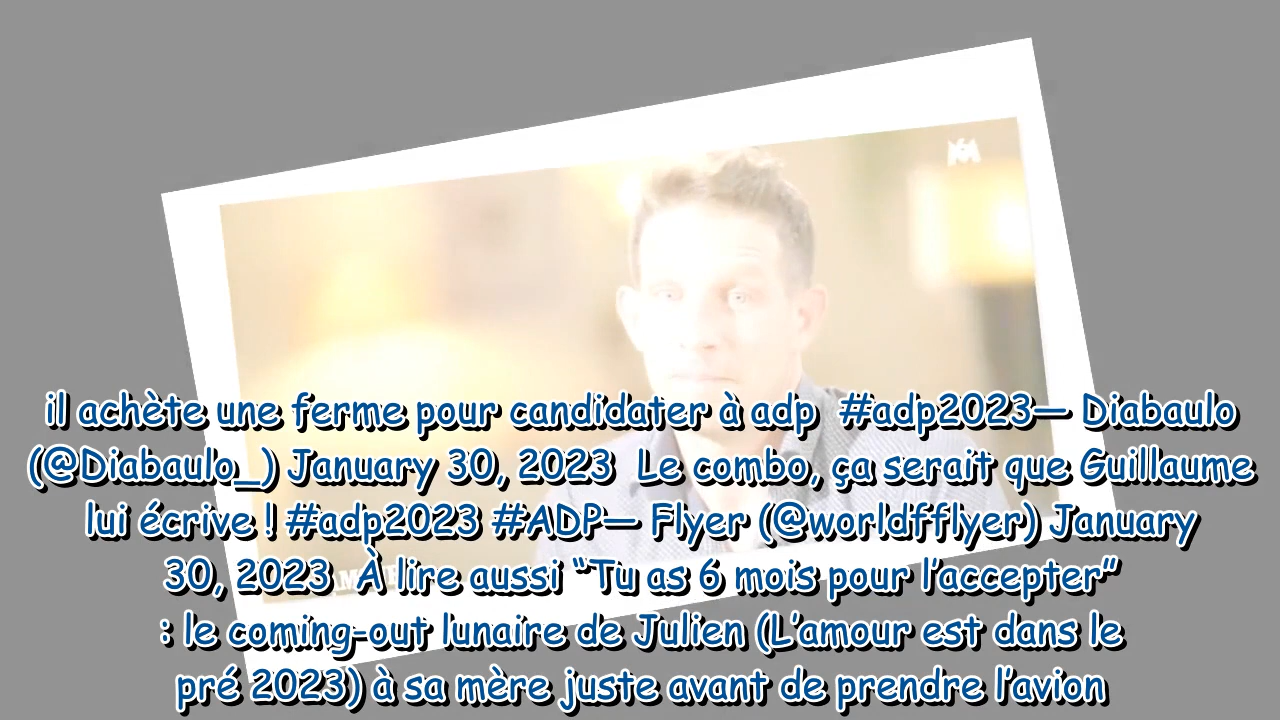 M6
il achète une ferme pour candidater à adp #adp2023— Diabaulo
(@Diabaulo_) January 30, 2023 Le combo, ça serait que Guillaume
lui écrive ! #adp2023 #ADP— Flyer (@worldfflyer) January
30, 2023 À lire aussi “Tu as 6 mois pour l’accepter”
: le coming-out lunaire de Julien (L’amour est dans le
pré 2023) à sa mère juste avant de prendre l’avion